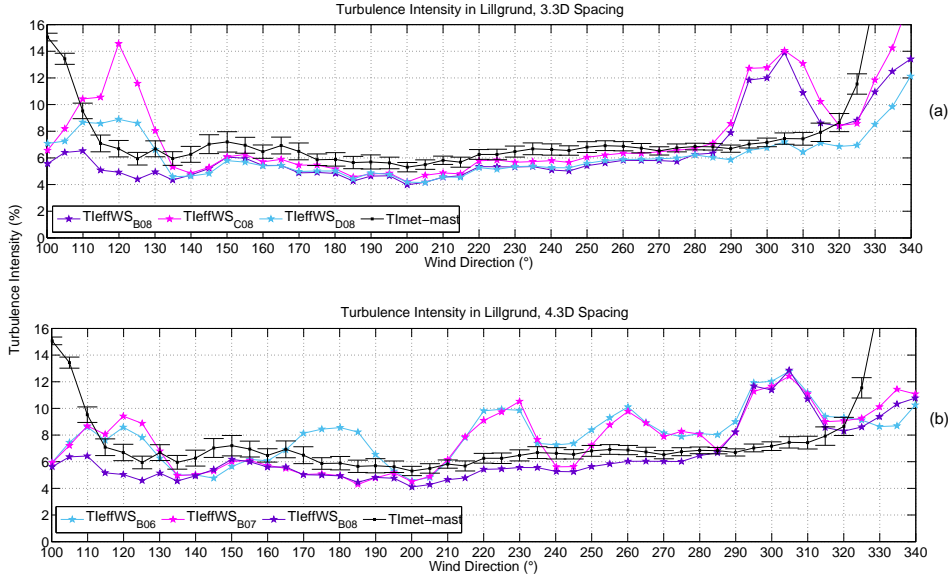 Turbulence Intensity in Lillgrund, 3.3D Spacing
16
14
12
10
8
6
4
2
0
TIeffWS_B08 TIeffWS_C08 TIeffWS_D08 TImet−mast
100 110 120 130 140 150 160 170 180 190 200 210 220 230 240 250 260 270 280 290 300 310 320 330 340
Wind Direction (°)
(a)
Turbulence Intensity (%)
Turbulence Intensity in Lillgrund, 4.3D Spacing
16
14
12
10
8
6
4
2
0
TIeffWS_B06 TIeffWS_B07 TIeffWS_B08 TImet−mast
100 110 120 130 140 150 160 170 180 190 200 210 220 230 240 250 260 270 280 290 300 310 320 330 340
Wind Direction (°)
(b)